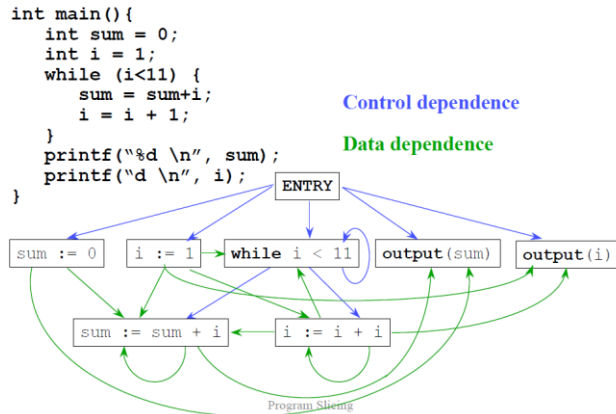 int main(){
int sum = 0;
int i = 1;
while (i<11) {
sum = sum+i;
i = i + 1;
}
printf(“%d \n”, sum);
printf(“d \n”, i);
}
Control dependence
Data dependence
ENTRY
sum := 0
i := 1
while i < 11
output(sum)
output(i)
sum := sum + i
i := i + i
Program Slicing